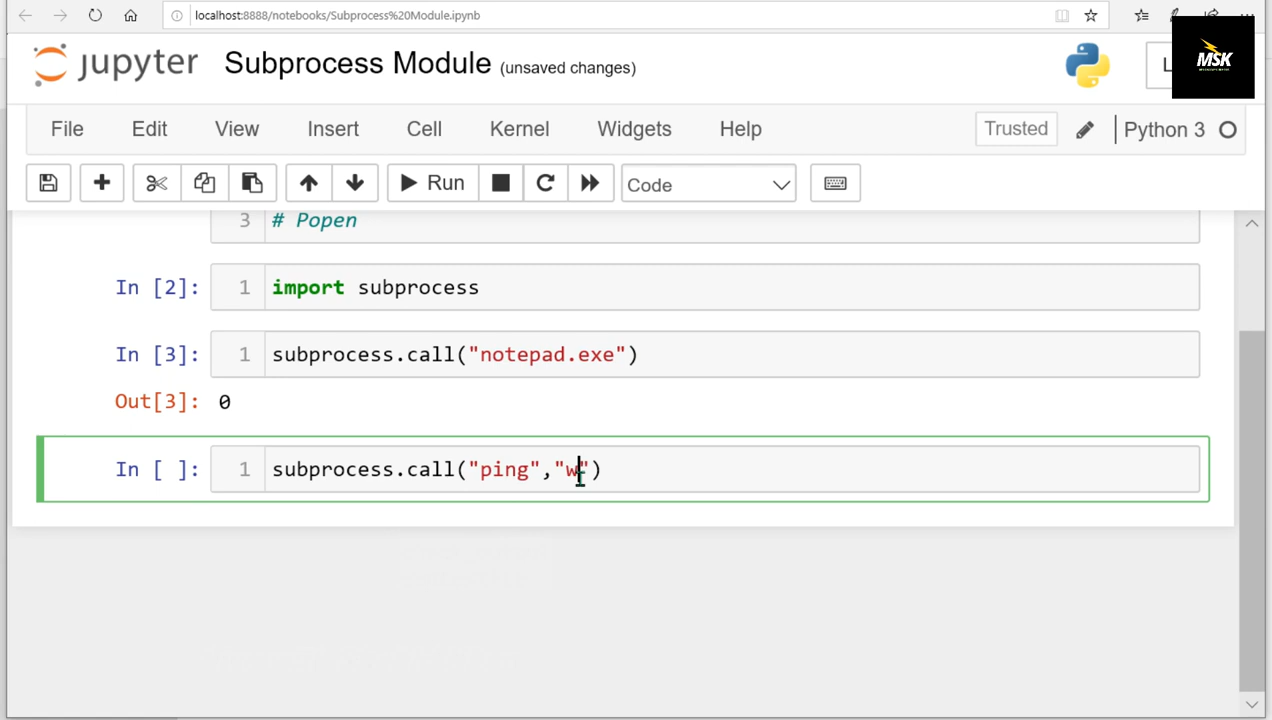 localhost:8888/notebooks/Subprocess%20Module.ipynb
jupyter Subprocess Module (unsaved changes)
L
MSK
File Edit View Insert Cell Kernel Widgets Help Trusted Python 3
Run Code
3 # Popen
In [2]: 1 import subprocess
In [3]: 1 subprocess.call("notepad.exe")
Out[3]: 0
In [ ]: 1 subprocess.call("ping","w")